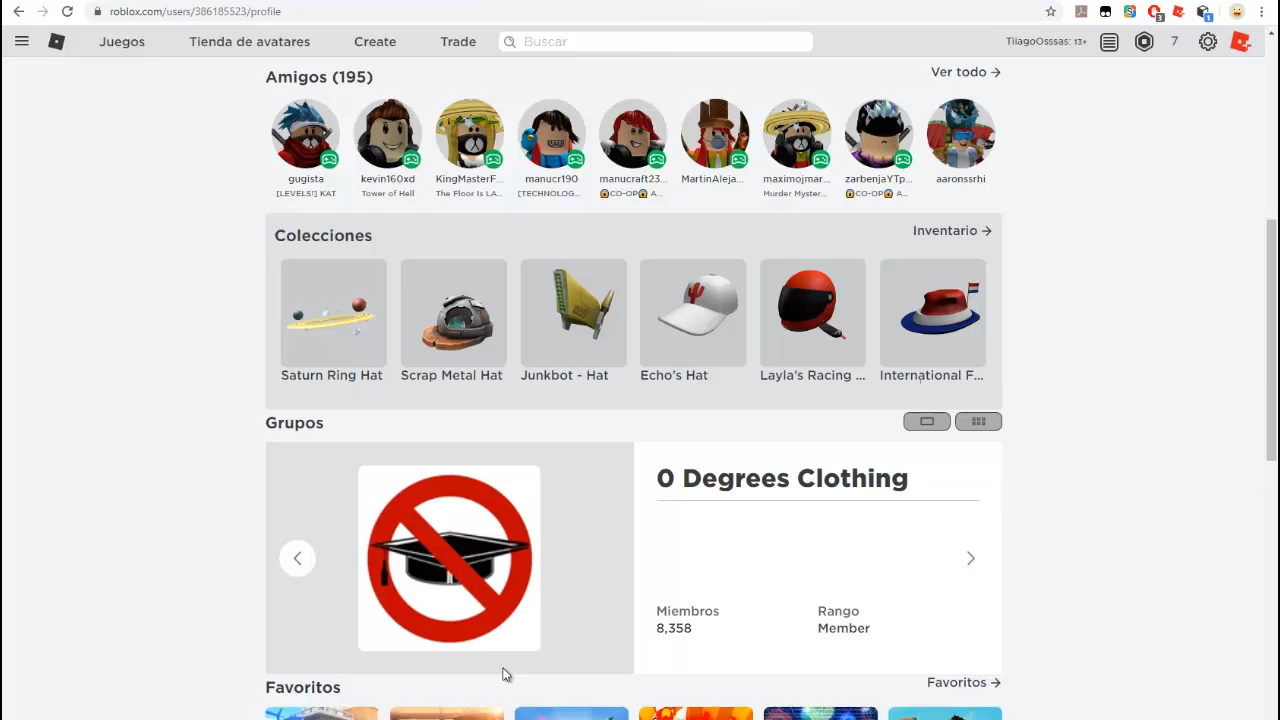 roblox.com/users/386185523/profile
3
1
Juegos Tienda de avatares Create Trade Buscar TiiagoOsssas: 13+ 7
Amigos (195) Ver todo →
gugista kevin160xd KingMasterF... manucr190 manucraft23... MartinAleja... maximojmar... zarbenjaYTp... aaronssrhi
[LEVELS!] KAT Tower of Hell The Floor Is LA... [TECHNOLOG... 😱CO-OP😱 A... Murder Myster... 😱CO-OP😱 A...
Colecciones Inventario →
Saturn Ring Hat Scrap Metal Hat Junkbot - Hat Echo's Hat Layla's Racing ... International F...
Grupos
0 Degrees Clothing
Miembros Rango
8,358 Member
Favoritos Favoritos →